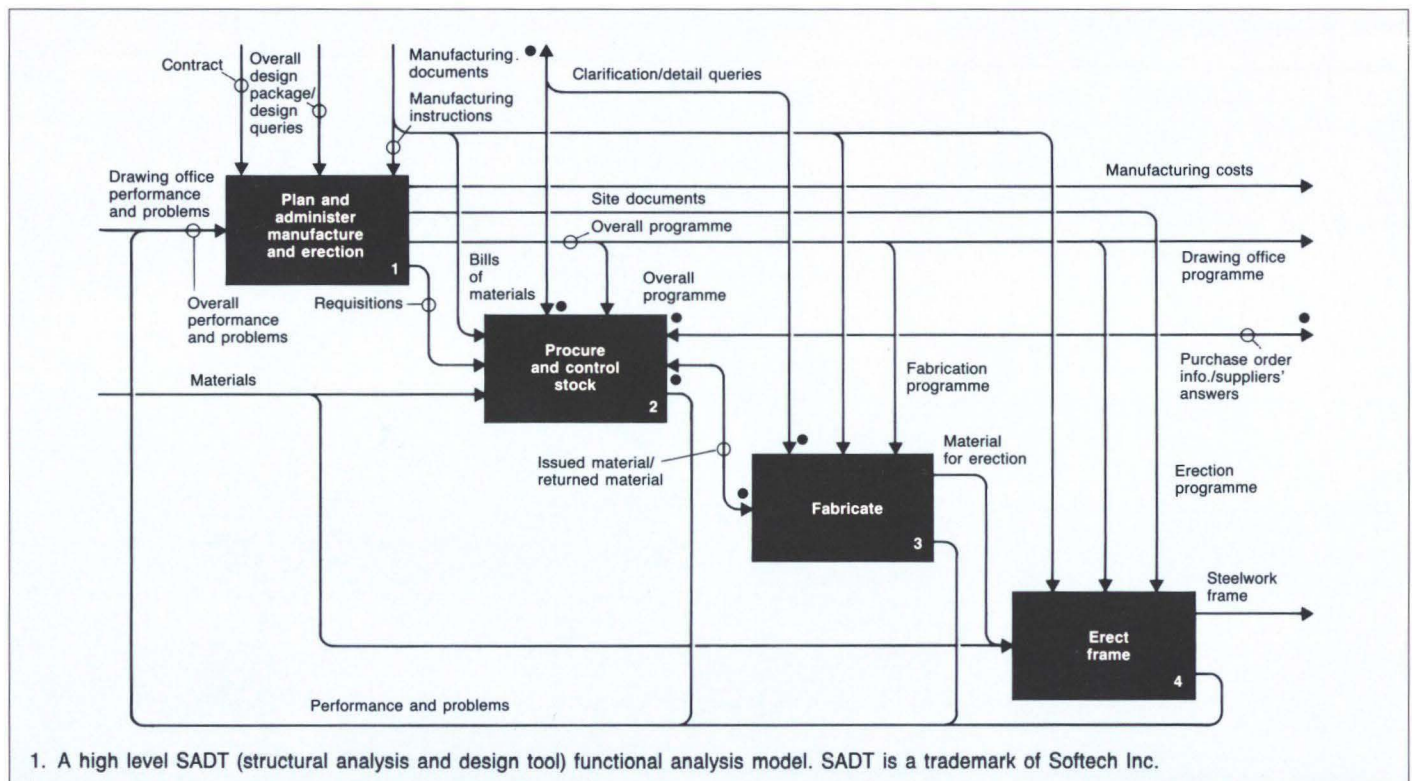 Contract
Overall
design
package/
design
queries
Manufacturing.
documents
Manufacturing
instructions
Clarification/detail queries
Drawing office
performance
and problems
Plan and
administer
manufacture
and erection
1
Manufacturing costs
Site documents
Overall programme
Drawing office
programme
Overall
performance
and problems
Requisitions
Bills
of
materials
Overall
programme
Materials
Procure
and control
stock
2
Purchase order
info./suppliers'
answers
Fabrication
programme
Issued material/
returned material
Material
for erection
Fabricate
3
Erection
programme
Steelwork
frame
Erect
frame
4
Performance and problems
1. A high level SADT (structural analysis and design tool) functional analysis model. SADT is a trademark of Softech Inc.